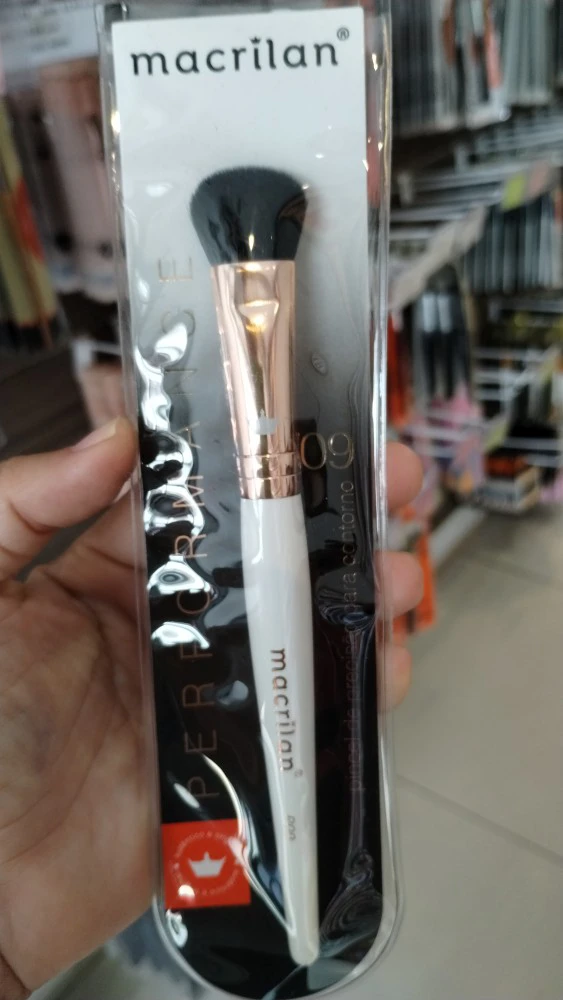 macrilan®
PERFORMANCE
09
pincel de precisão para contorno
macrilan®